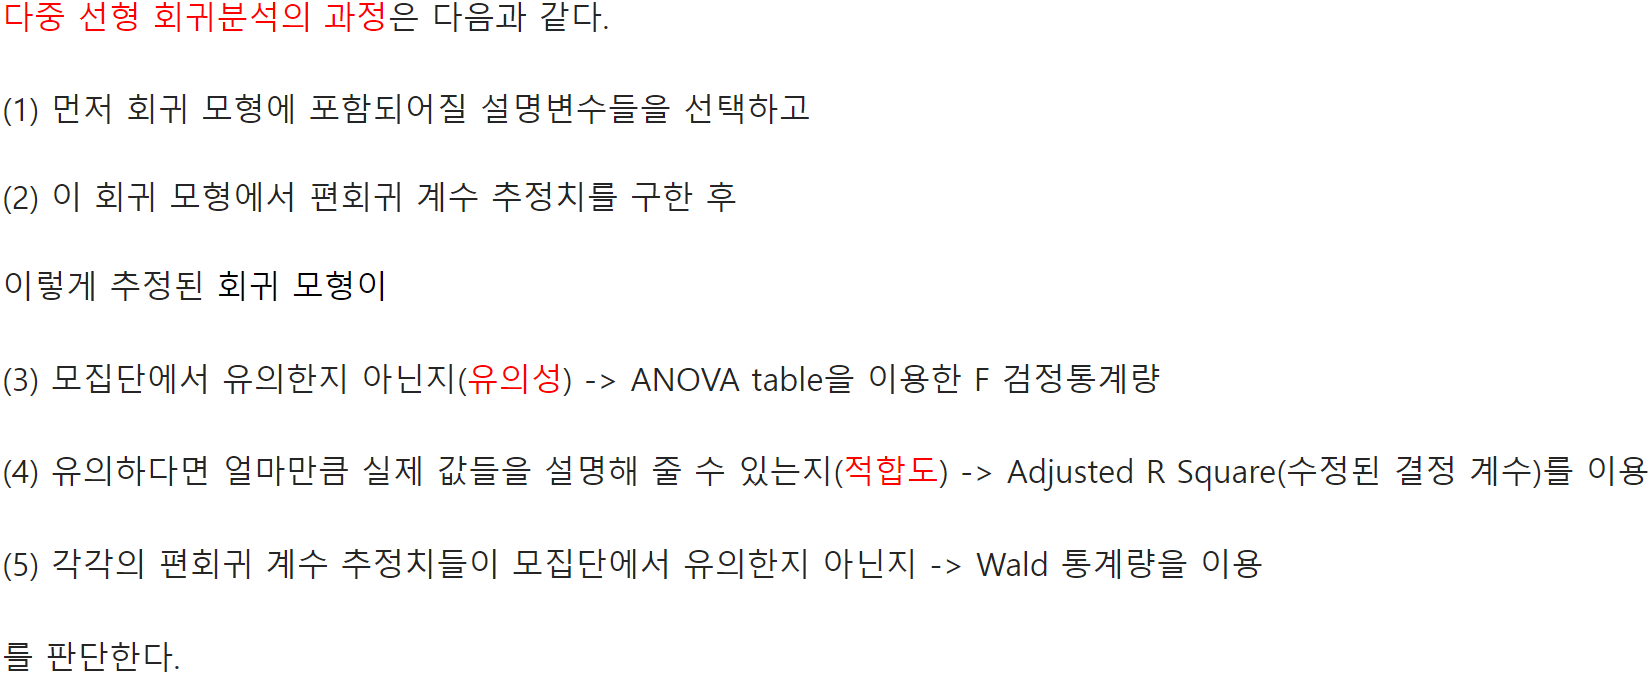 다중 선형 회귀분석의 과정은 다음과 같다.
(1) 먼저 회귀 모형에 포함되어질 설명변수들을 선택하고
(2) 이 회귀 모형에서 편회귀 계수 추정치를 구한 후
이렇게 추정된 회귀 모형이
(3) 모집단에서 유의한지 아닌지(유의성) -> ANOVA table을 이용한 F 검정통계량
(4) 유의하다면 얼마만큼 실제 값들을 설명해 줄 수 있는지(적합도) -> Adjusted R Square(수정된 결정 계수)를 이용
(5) 각각의 편회귀 계수 추정치들이 모집단에서 유의한지 아닌지 -> Wald 통계량을 이용
를 판단한다.